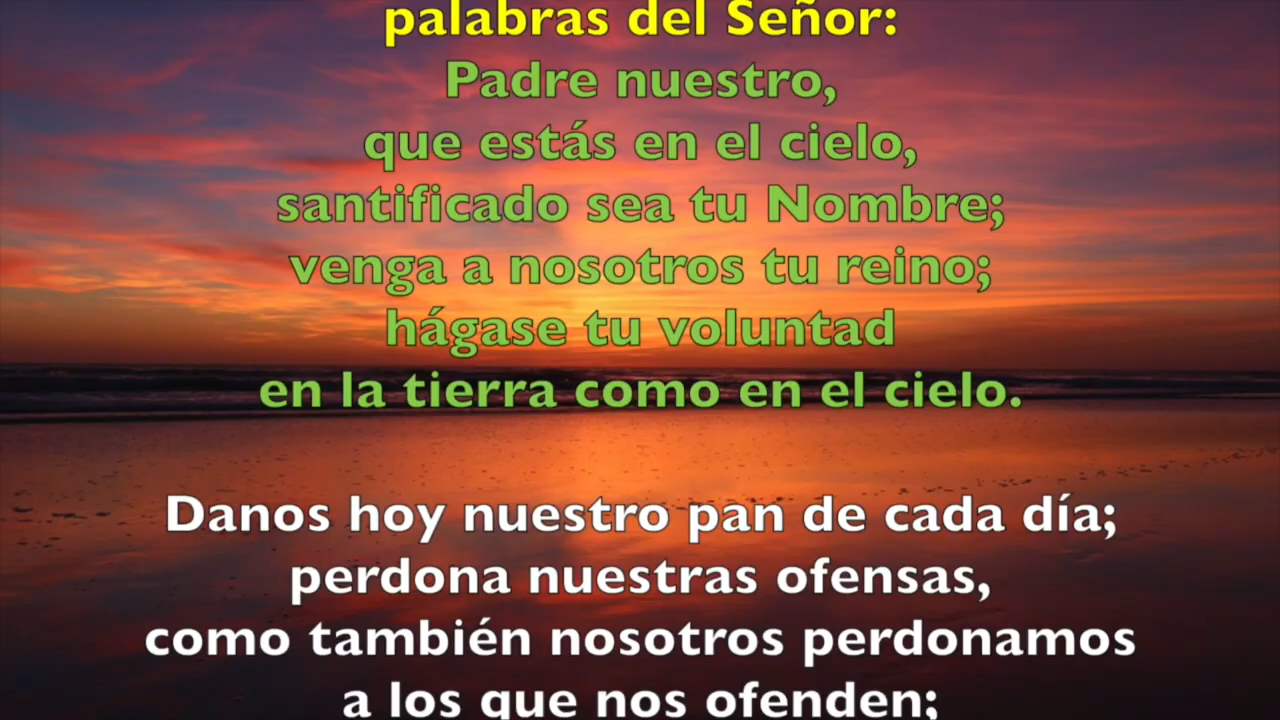 palabras del Señor:
Padre nuestro,
que estás en el cielo,
santificado sea tu Nombre;
venga a nosotros tu reino;
hágase tu voluntad
en la tierra como en el cielo.
Danos hoy nuestro pan de cada día;
perdona nuestras ofensas,
como también nosotros perdonamos
a los que nos ofenden;